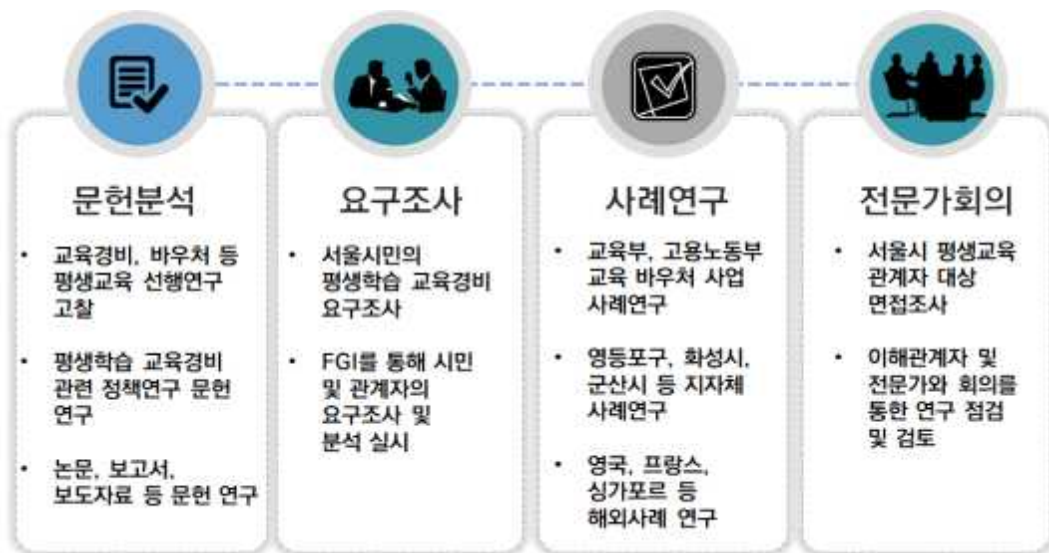 문헌분석
• 교육경비, 바우처 등
평생교육 선행연구
고찰
• 평생학습 교육경비
관련 정책연구 문헌
연구
• 논문, 보고서,
보도자료 등 문헌 연구
요구조사
• 서울시민의
평생학습 교육경비
요구조사
• FGI를 통해 시민
및 관계자의
요구조사 및
분석 실시
사례연구
• 교육부, 고용노동부
교육 바우처 사업
사례연구
• 영등포구, 화성시,
군산시 등 지자체
사례연구
• 영국, 프랑스,
싱가포르 등
해외사례 연구
전문가회의
• 서울시 평생교육
관계자 대상
면접조사
• 이해관계자 및
전문가와 회의를
통한 연구 점검
및 검토